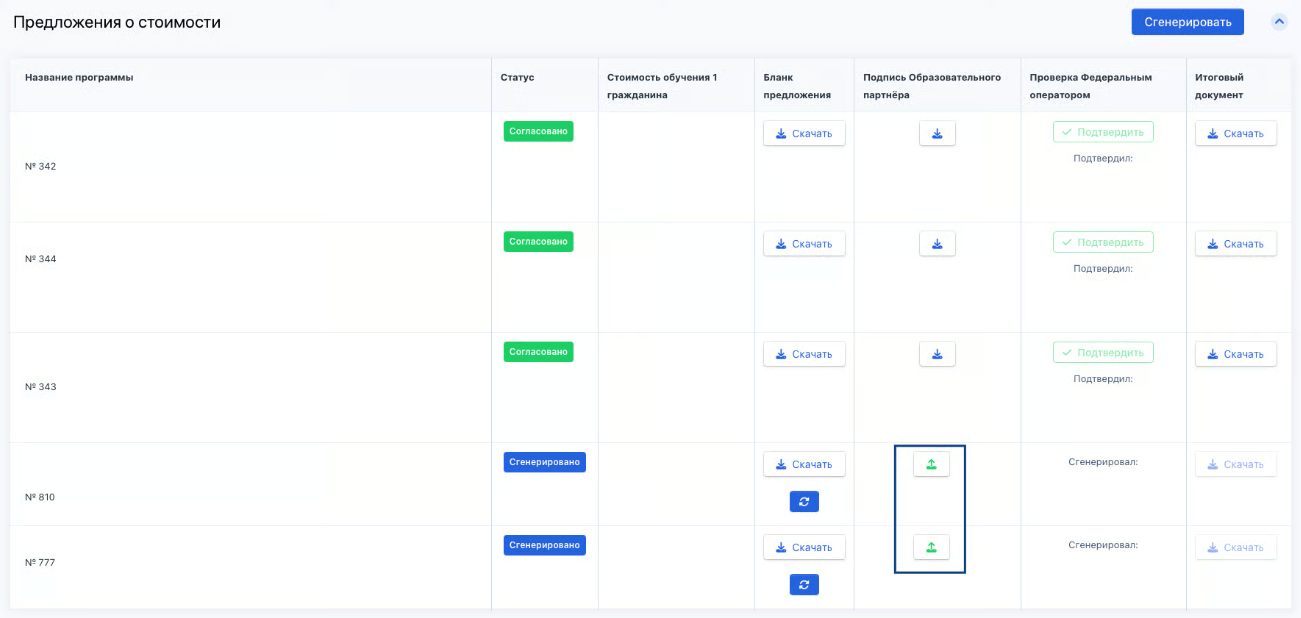 Предложения о стоимости
Сгенерировать
Название программы
Статус
Стоимость обучения 1
гражданина
Бланк
предложения
Подпись Образовательного
партнёра
Проверка Федеральным
оператором
Итоговый
документ
№ 342
Согласовано
Скачать
Подтвердить
Подтвердил:
Скачать
№ 344
Согласовано
Скачать
Подтвердить
Подтвердил:
Скачать
№ 343
Согласовано
Скачать
Подтвердить
Подтвердил:
Скачать
№ 810
Сгенерировано
Скачать
Сгенерировал:
Скачать
№ 777
Сгенерировано
Скачать
Сгенерировал:
Скачать